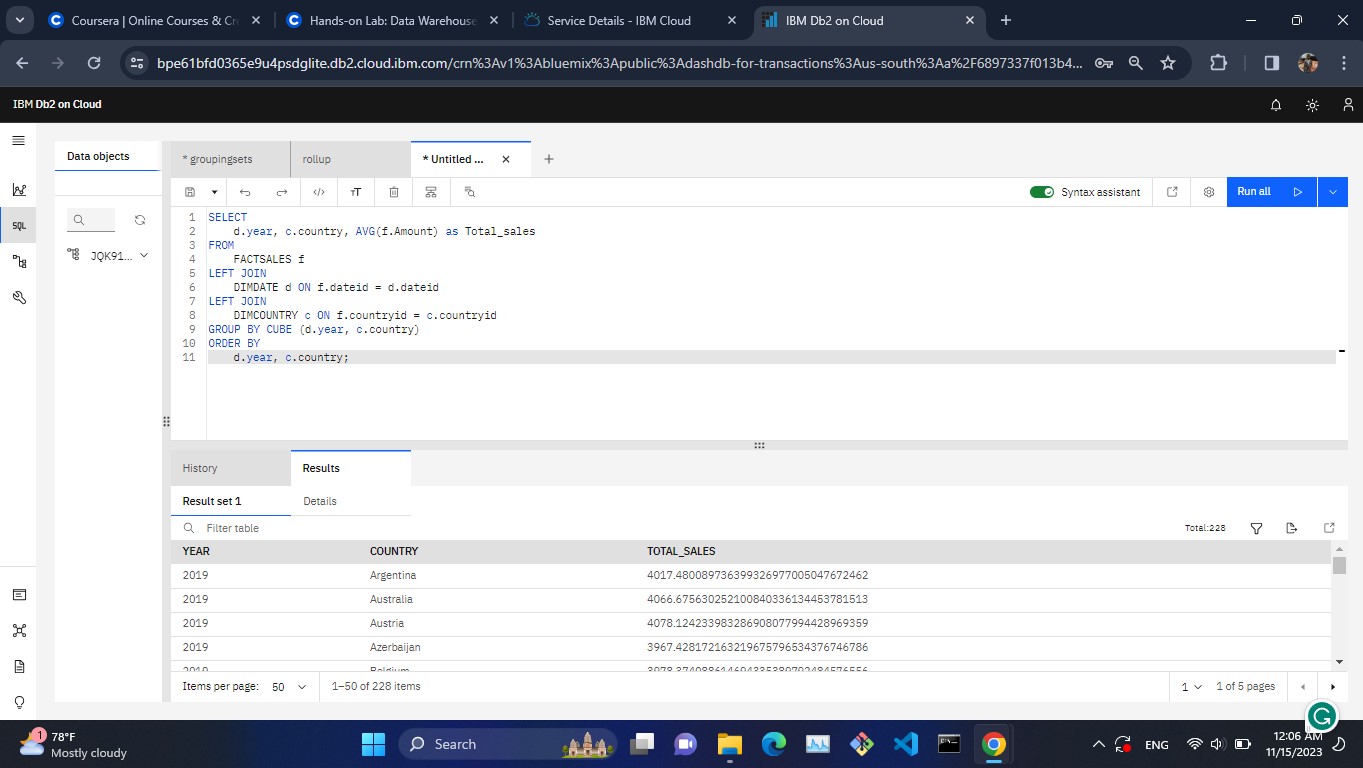 Coursera | Online Courses & Cr
Hands-on Lab: Data Warehouse
Service Details - IBM Cloud
IBM Db2 on Cloud
bpe61bfd0365e9u4psdglite.db2.cloud.ibm.com/crn%3Av1%3Abluemix%3Apublic%3Adashdb-for-transactions%3Aus-south%3Aa%2F6897337f013b4...
IBM Db2 on Cloud
Data objects
* groupingsets
rollup
* Untitled ...
SQL
Syntax assistant
Run all
JQK91...
1 SELECT
2 d.year, c.country, AVG(f.Amount) as Total_sales
3 FROM
4 FACTSALES f
5 LEFT JOIN
6 DIMDATE d ON f.dateid = d.dateid
7 LEFT JOIN
8 DIMCOUNTRY c ON f.countryid = c.countryid
9 GROUP BY CUBE (d.year, c.country)
10 ORDER BY
11 d.year, c.country;
History
Results
Result set 1
Details
Filter table
Total:228
YEAR COUNTRY TOTAL_SALES
2019 Argentina 4017.480089736399326977005047672462
2019 Australia 4066.675630252100840336134453781513
2019 Austria 4078.124233983286908077994428969359
2019 Azerbaijan 3967.428172163219675796534376746786
2019 Belgium
Items per page: 50
1–50 of 228 items
1
1 of 5 pages
1
78°F
Mostly cloudy
Search
ENG
12:06 AM
11/15/2023